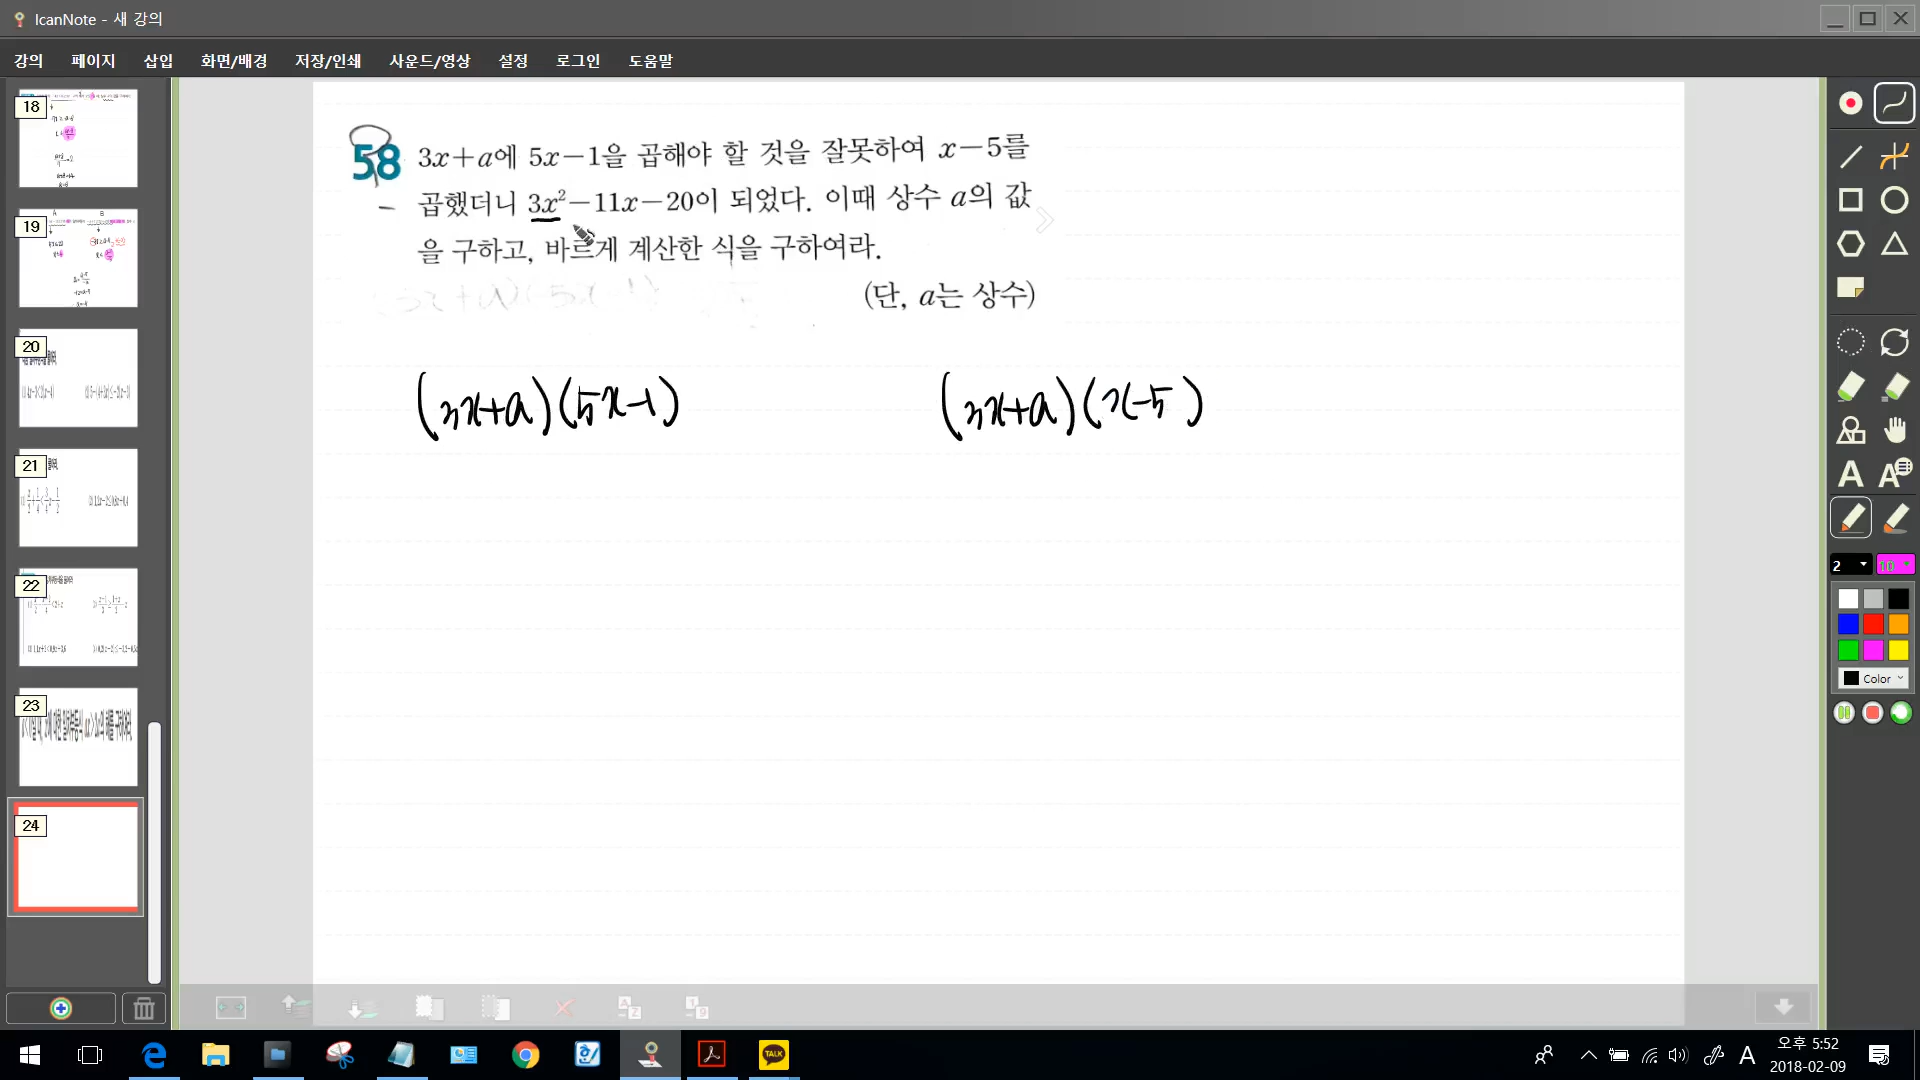 IcanNote - 새 강의
강의 페이지 삽입 화면/배경 저장/인쇄 사운드/영상 설정 로그인 도움말
18
19
20
21
22
23
24
58 3x+a에 5x-1을 곱해야 할 것을 잘못하여 x-5를
곱했더니 3x²-11x-20이 되었다. 이때 상수 a의 값
을 구하고, 바르게 계산한 식을 구하여라.
(단, a는 상수)
(3x+a)(5x-1)
(3x+a)(x-5)
2 10
Color
TALK
A
오후 5:52
2018-02-09